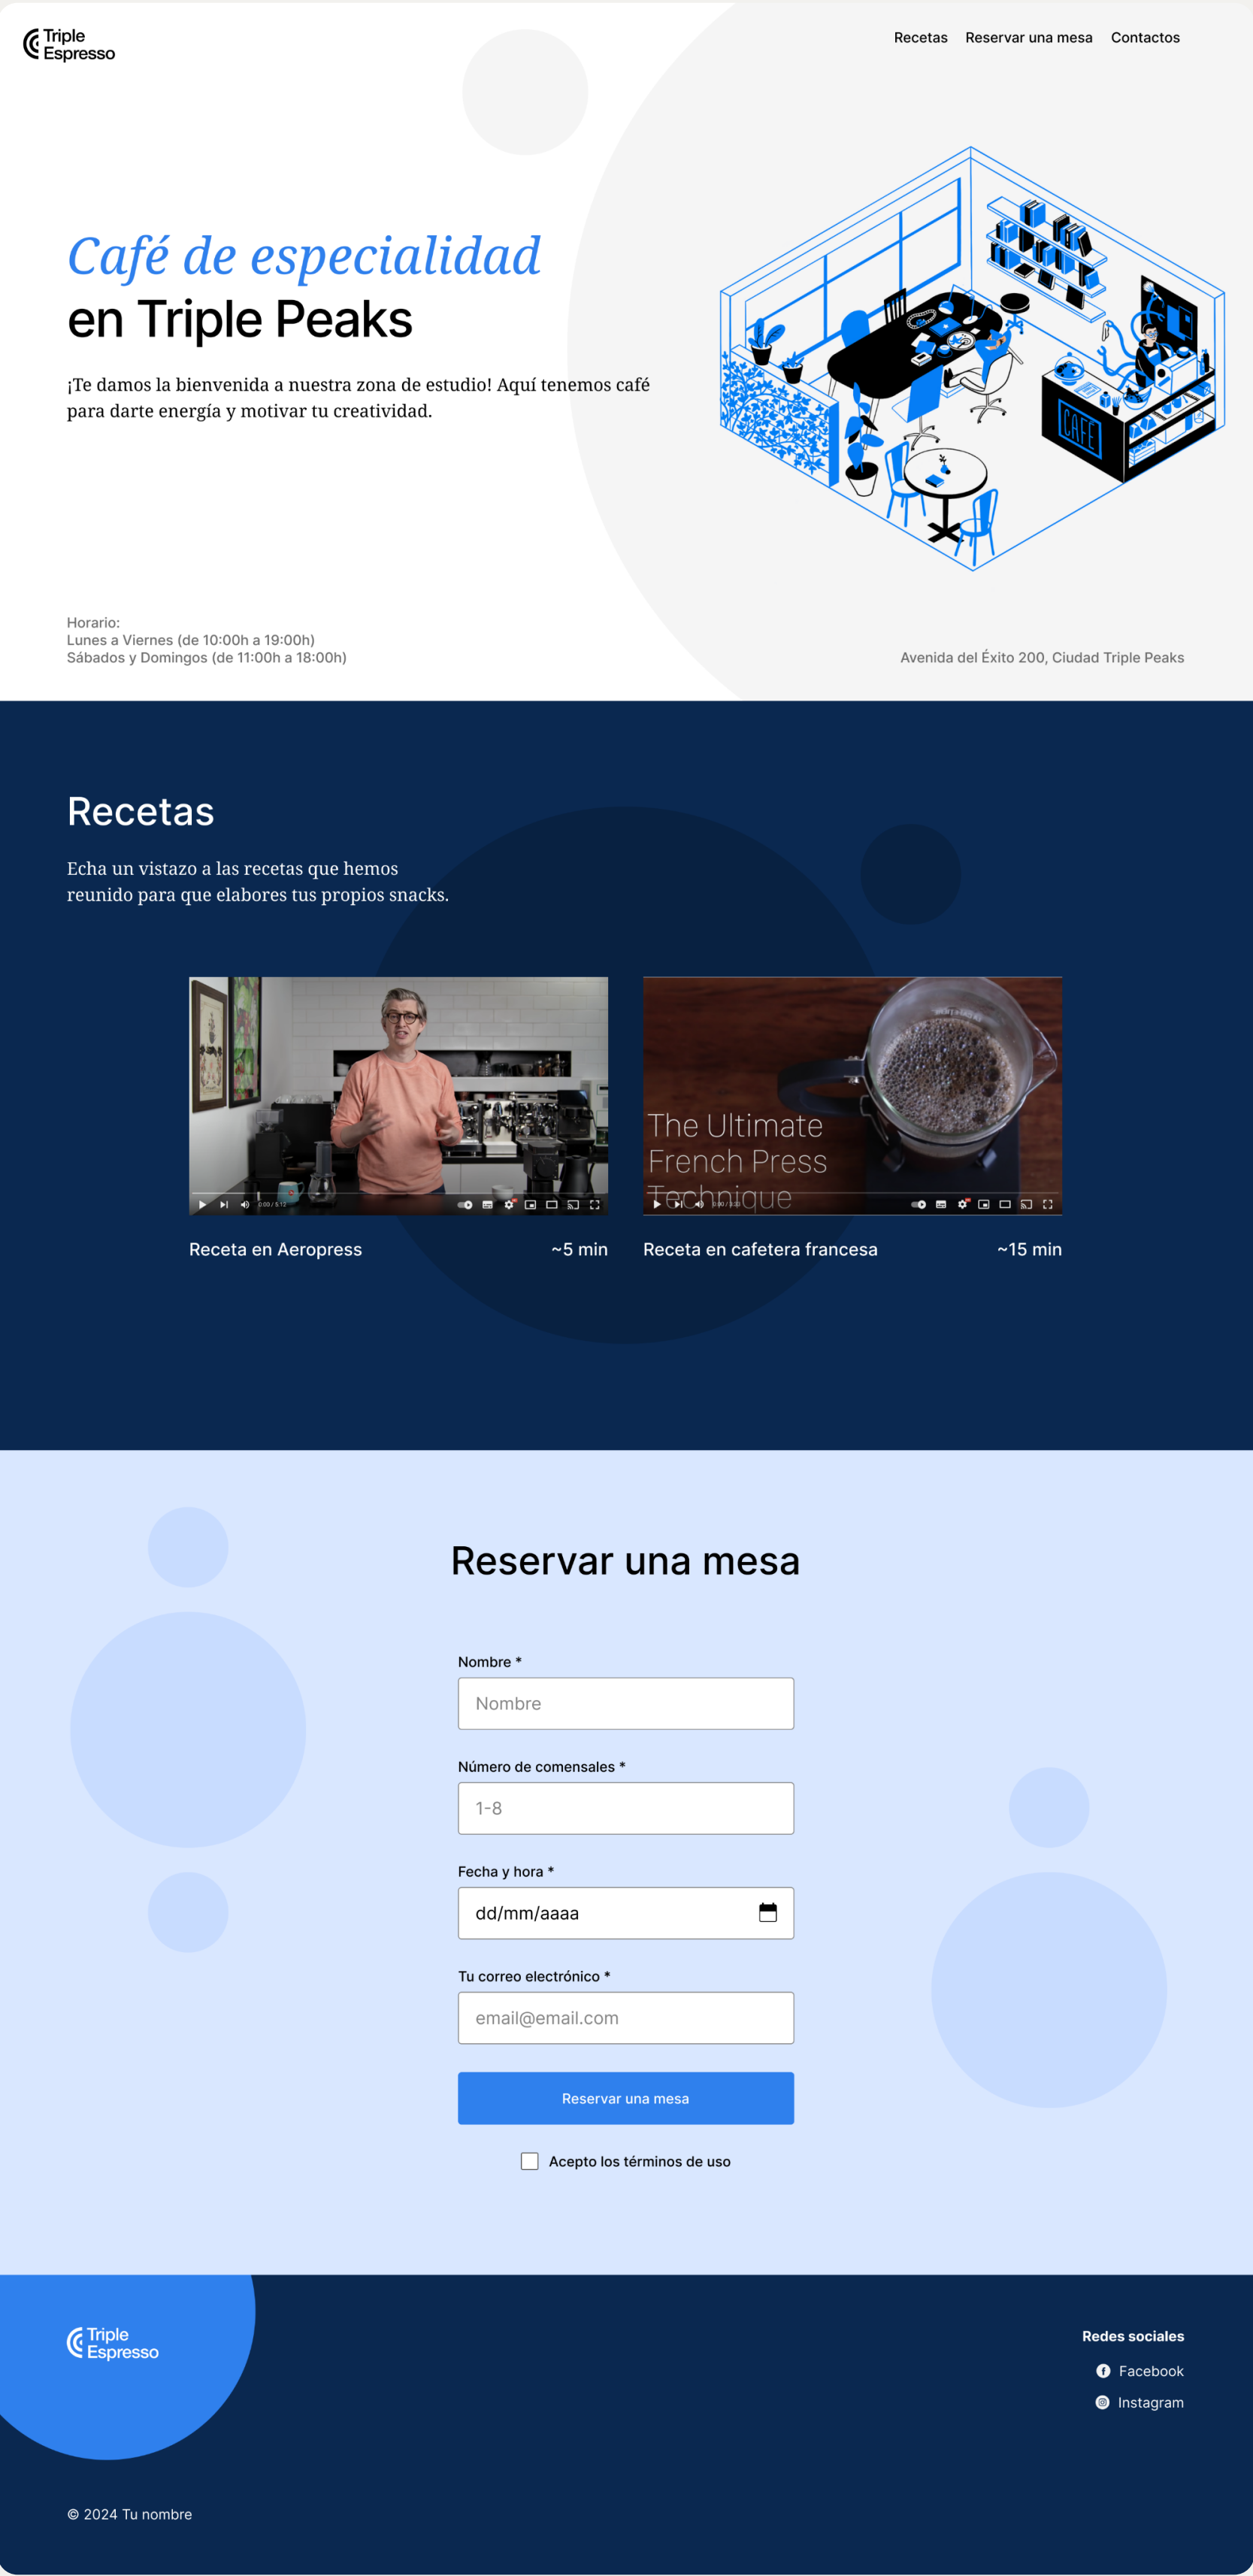 Triple
Espresso
Recetas Reservar una mesa Contactos
Café de especialidad
en Triple Peaks
¡Te damos la bienvenida a nuestra zona de estudio! Aquí tenemos café
para darte energía y motivar tu creatividad.
CAFE
Horario:
Lunes a Viernes (de 10:00h a 19:00h)
Sábados y Domingos (de 11:00h a 18:00h)
Avenida del Éxito 200, Ciudad Triple Peaks
Recetas
Echa un vistazo a las recetas que hemos
reunido para que elabores tus propios snacks.
The Ultimate
French Press
Technique
Receta en Aeropress ~5 min
Receta en cafetera francesa ~15 min
Reservar una mesa
Nombre *
Nombre
Número de comensales *
1-8
Fecha y hora *
dd/mm/aaaa
Tu correo electrónico *
email@email.com
Reservar una mesa
Acepto los términos de uso
Triple
Espresso
Redes sociales
Facebook
Instagram
© 2024 Tu nombre